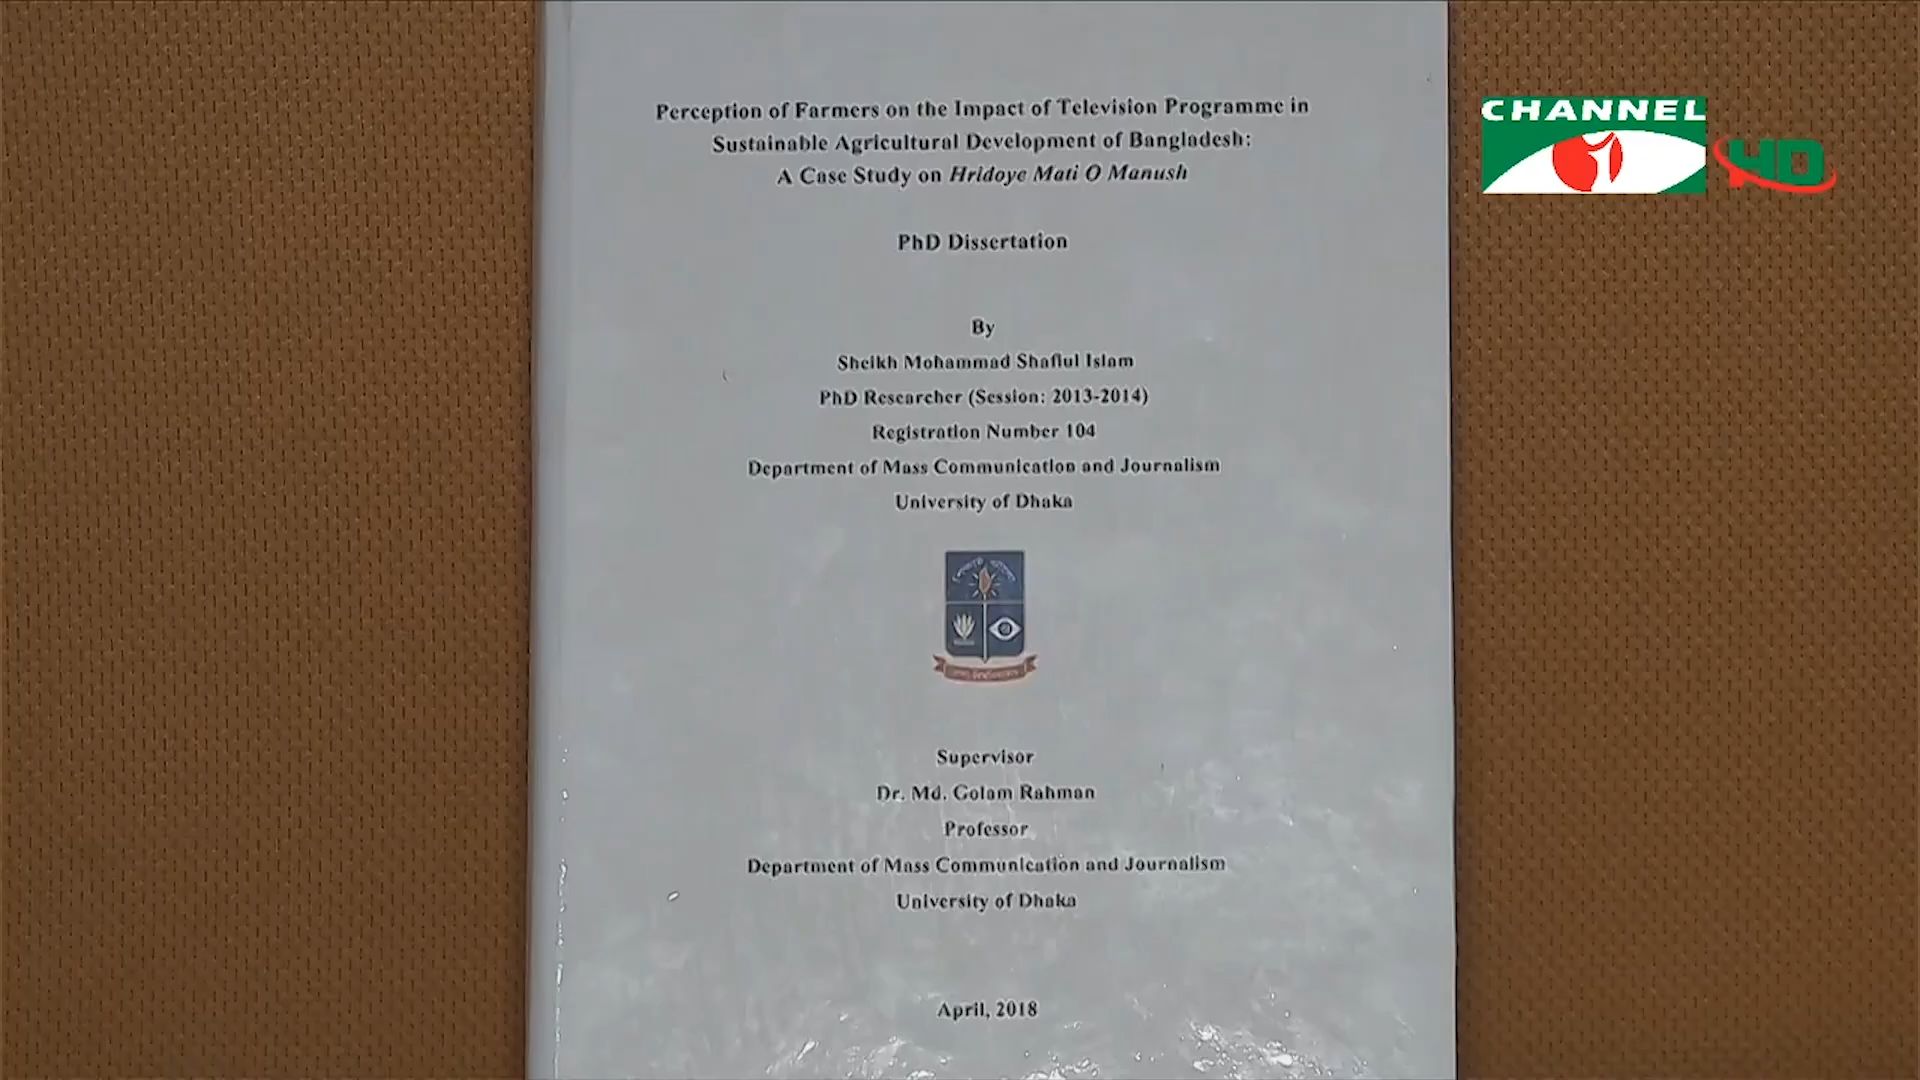 Perception of Farmers on the Impact of Television Programme in
Sustainable Agricultural Development of Bangladesh:
A Case Study on Hridoye Mati O Manush
PhD Dissertation
By
Sheikh Mohammad Shafiul Islam
PhD Researcher (Session: 2013-2014)
Registration Number 104
Department of Mass Communication and Journalism
University of Dhaka
Supervisor
Dr. Md. Golam Rahman
Professor
Department of Mass Communication and Journalism
University of Dhaka
April, 2018
CHANNEL
HD